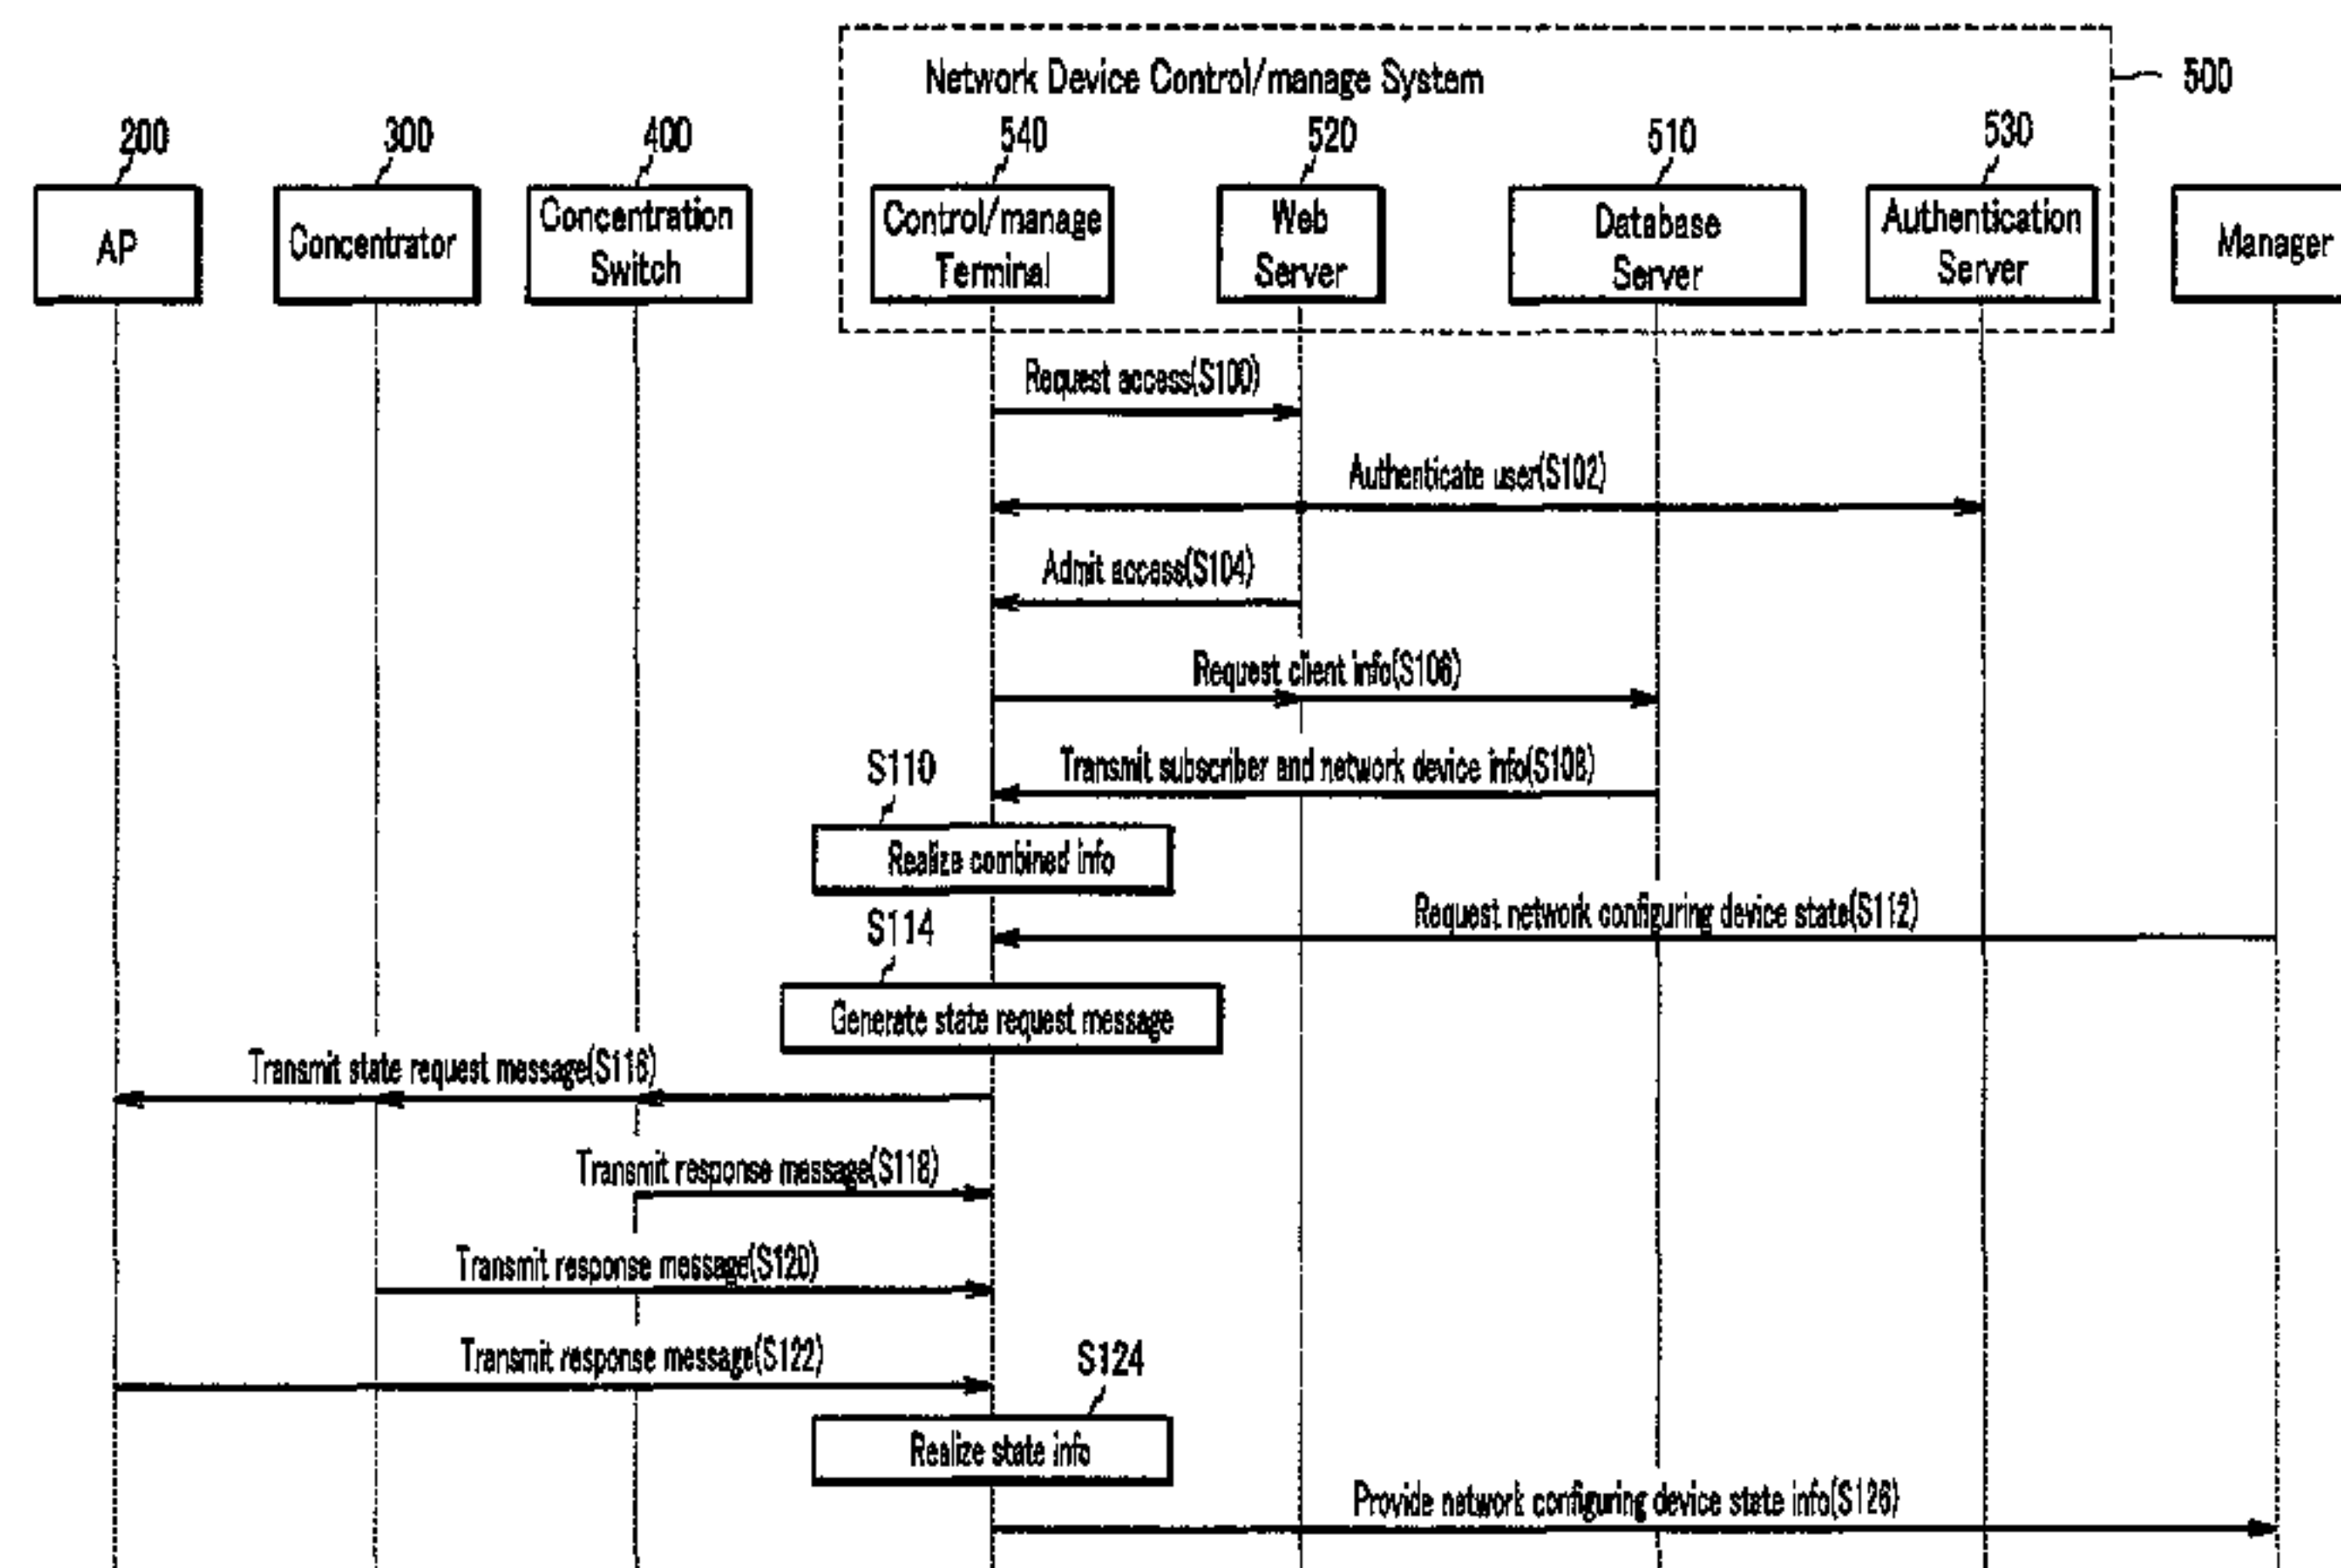 Network Device Control/manage System
500
200
300
400
540
520
510
530
AP
Concentrator
Concentration
Switch
Control/manage
Terminal
Web
Server
Database
Server
Authentication
Server
Manager
Request access(S100)
Authenticate user(S102)
Admit access(S104)
Request client info(S106)
Transmit subscriber and network device info(S108)
S110
Realize combined info
Request network configuring device state(S112)
S114
Generate state request message
Transmit state request message(S116)
Transmit response message(S118)
Transmit response message(S120)
Transmit response message(S122)
S124
Realize state info
Provide network configuring device state info(S126)